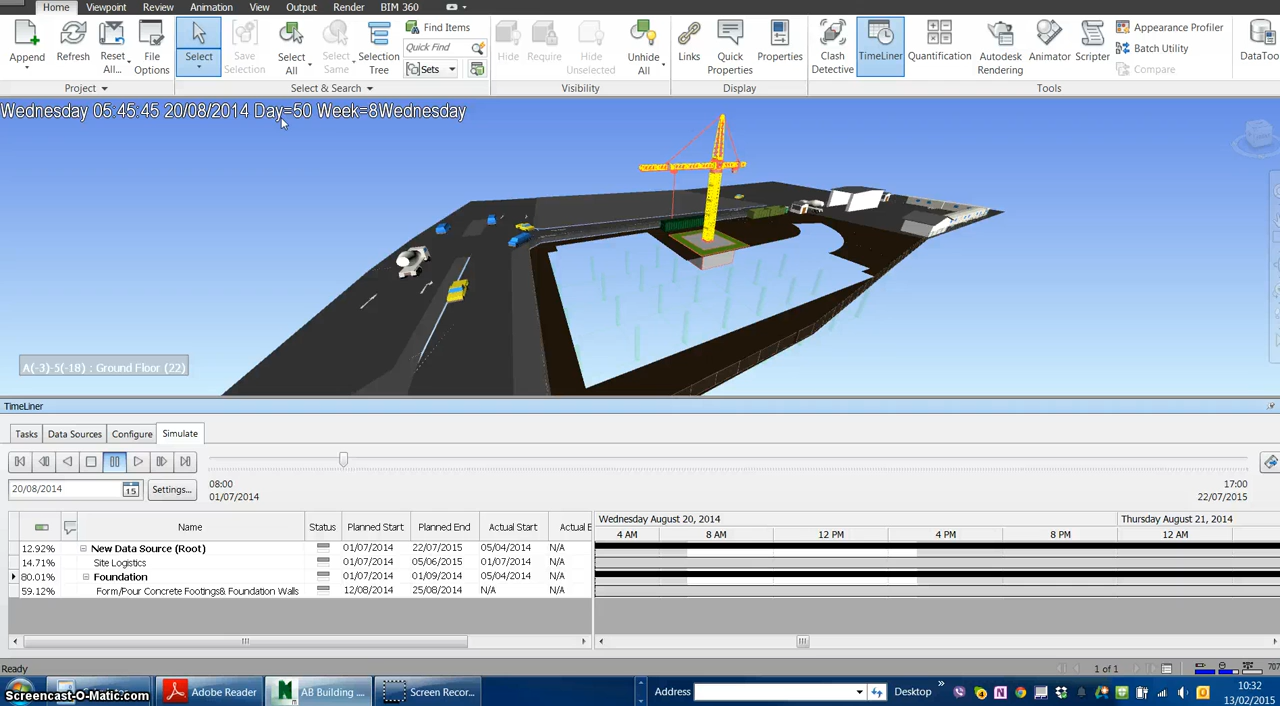 Home Viewpoint Review Animation View Output Render BIM 360
Append Refresh Reset All... File Options Select Save Selection Select All Select Same Selection Tree Find Items Quick Find Sets Hide Require Hide Unselected Unhide All Links Quick Properties Properties Clash Detective TimeLiner Quantification Autodesk Rendering Animator Scripter Appearance Profiler Batch Utility Compare DataToo
Project Select & Search Visibility Display Tools
Wednesday 05:45:45 20/08/2014 Day=50 Week=8Wednesday
A(-3)-5(-18) : Ground Floor (22)
TimeLiner
Tasks Data Sources Configure Simulate
08:00 17:00
01/07/2014 22/07/2015
20/08/2014 15 Settings...
Wednesday August 20, 2014 Thursday August 21, 2014
Name Status Planned Start Planned End Actual Start Actual E
4 AM 8 AM 12 PM 4 PM 8 PM 12 AM
12.92% New Data Source (Root) 01/07/2014 22/07/2015 05/04/2014 N/A
14.71% Site Logistics 01/07/2014 05/06/2015 01/07/2014 N/A
80.01% Foundation 01/07/2014 01/09/2014 05/04/2014 N/A
59.12% Form/Pour Concrete Footings& Foundation Walls 12/08/2014 25/08/2014 N/A N/A
Ready 1 of 1 707
Screencast-O-Matic.com Adobe Reader AB Building ... Screen Recor... Address Desktop 10:32
13/02/2015